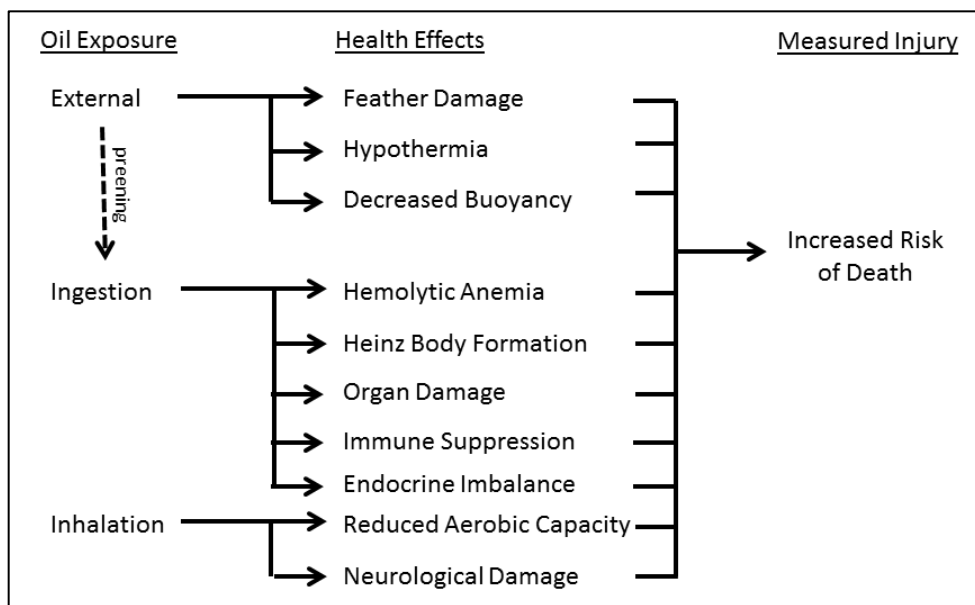 Oil Exposure
Health Effects
Measured Injury
External
Feather Damage
preening
Hypothermia
Decreased Buoyancy
Increased Risk
of Death
Ingestion
Hemolytic Anemia
Heinz Body Formation
Organ Damage
Immune Suppression
Endocrine Imbalance
Inhalation
Reduced Aerobic Capacity
Neurological Damage